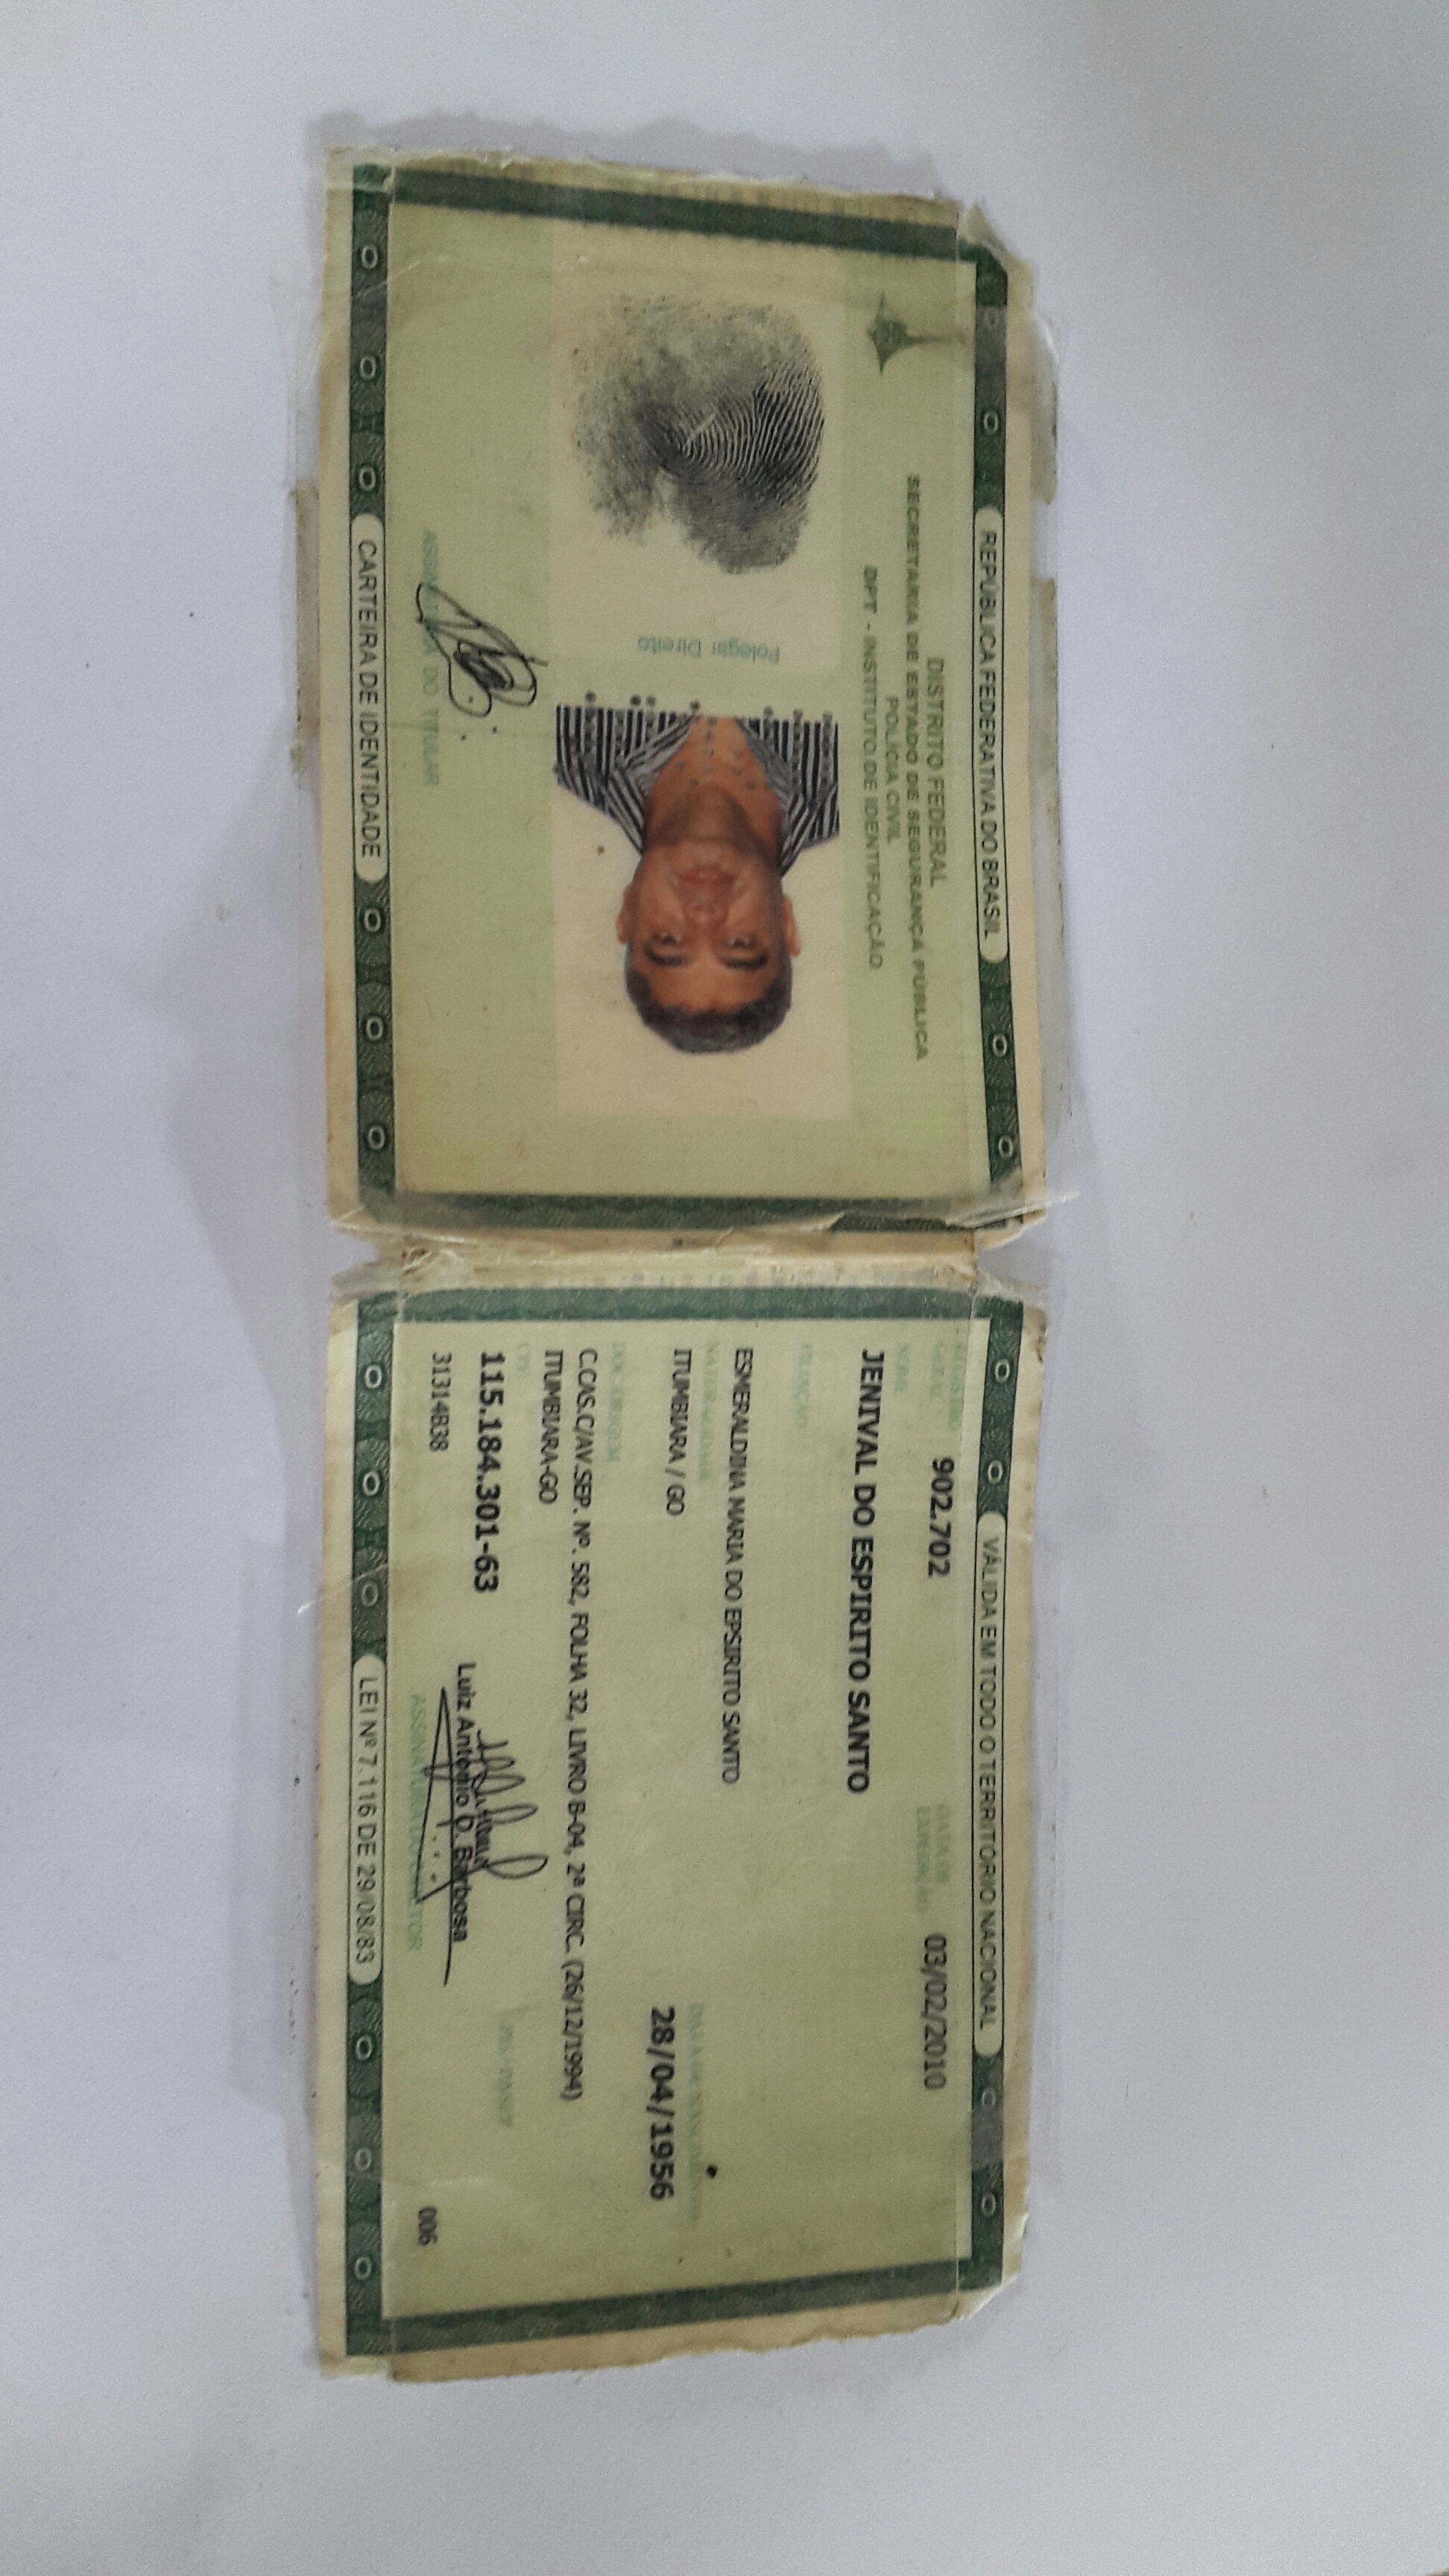 REPÚBLICA FEDERATIVA DO BRASIL
DISTRITO FEDERAL
SECRETARIA DE ESTADO DE SEGURANÇA PÚBLICA
POLÍCIA CIVIL
DPT - INSTITUTO DE IDENTIFICAÇÃO
Polegar Direito
ASSINATURA DO TITULAR
CARTEIRA DE IDENTIDADE
VÁLIDA EM TODO O TERRITÓRIO NACIONAL
REGISTRO GERAL 902.702 DATA DE EXPEDIÇÃO 03/02/2010
NOME
JENIVAL DO ESPIRITO SANTO
FILIAÇÃO
ESMERALDINA MARIA DO EPSIRITO SANTO
NATURALIDADE DATA DE NASCIMENTO
ITUMBIARA / GO 28/04/1956
DOC. ORIGEM
C.CAS.C/AV.SEP. Nº. 582, FOLHA 32, LIVRO B-04, 2ª CIRC. (26/12/1994)
ITUMBIARA-GO
CPF PIS / PASEP
115.184.301-63
Luiz Antonio O. Barbosa
31314B38 006
ASSINATURA DO DIRETOR
LEI Nº 7.116 DE 29/08/83